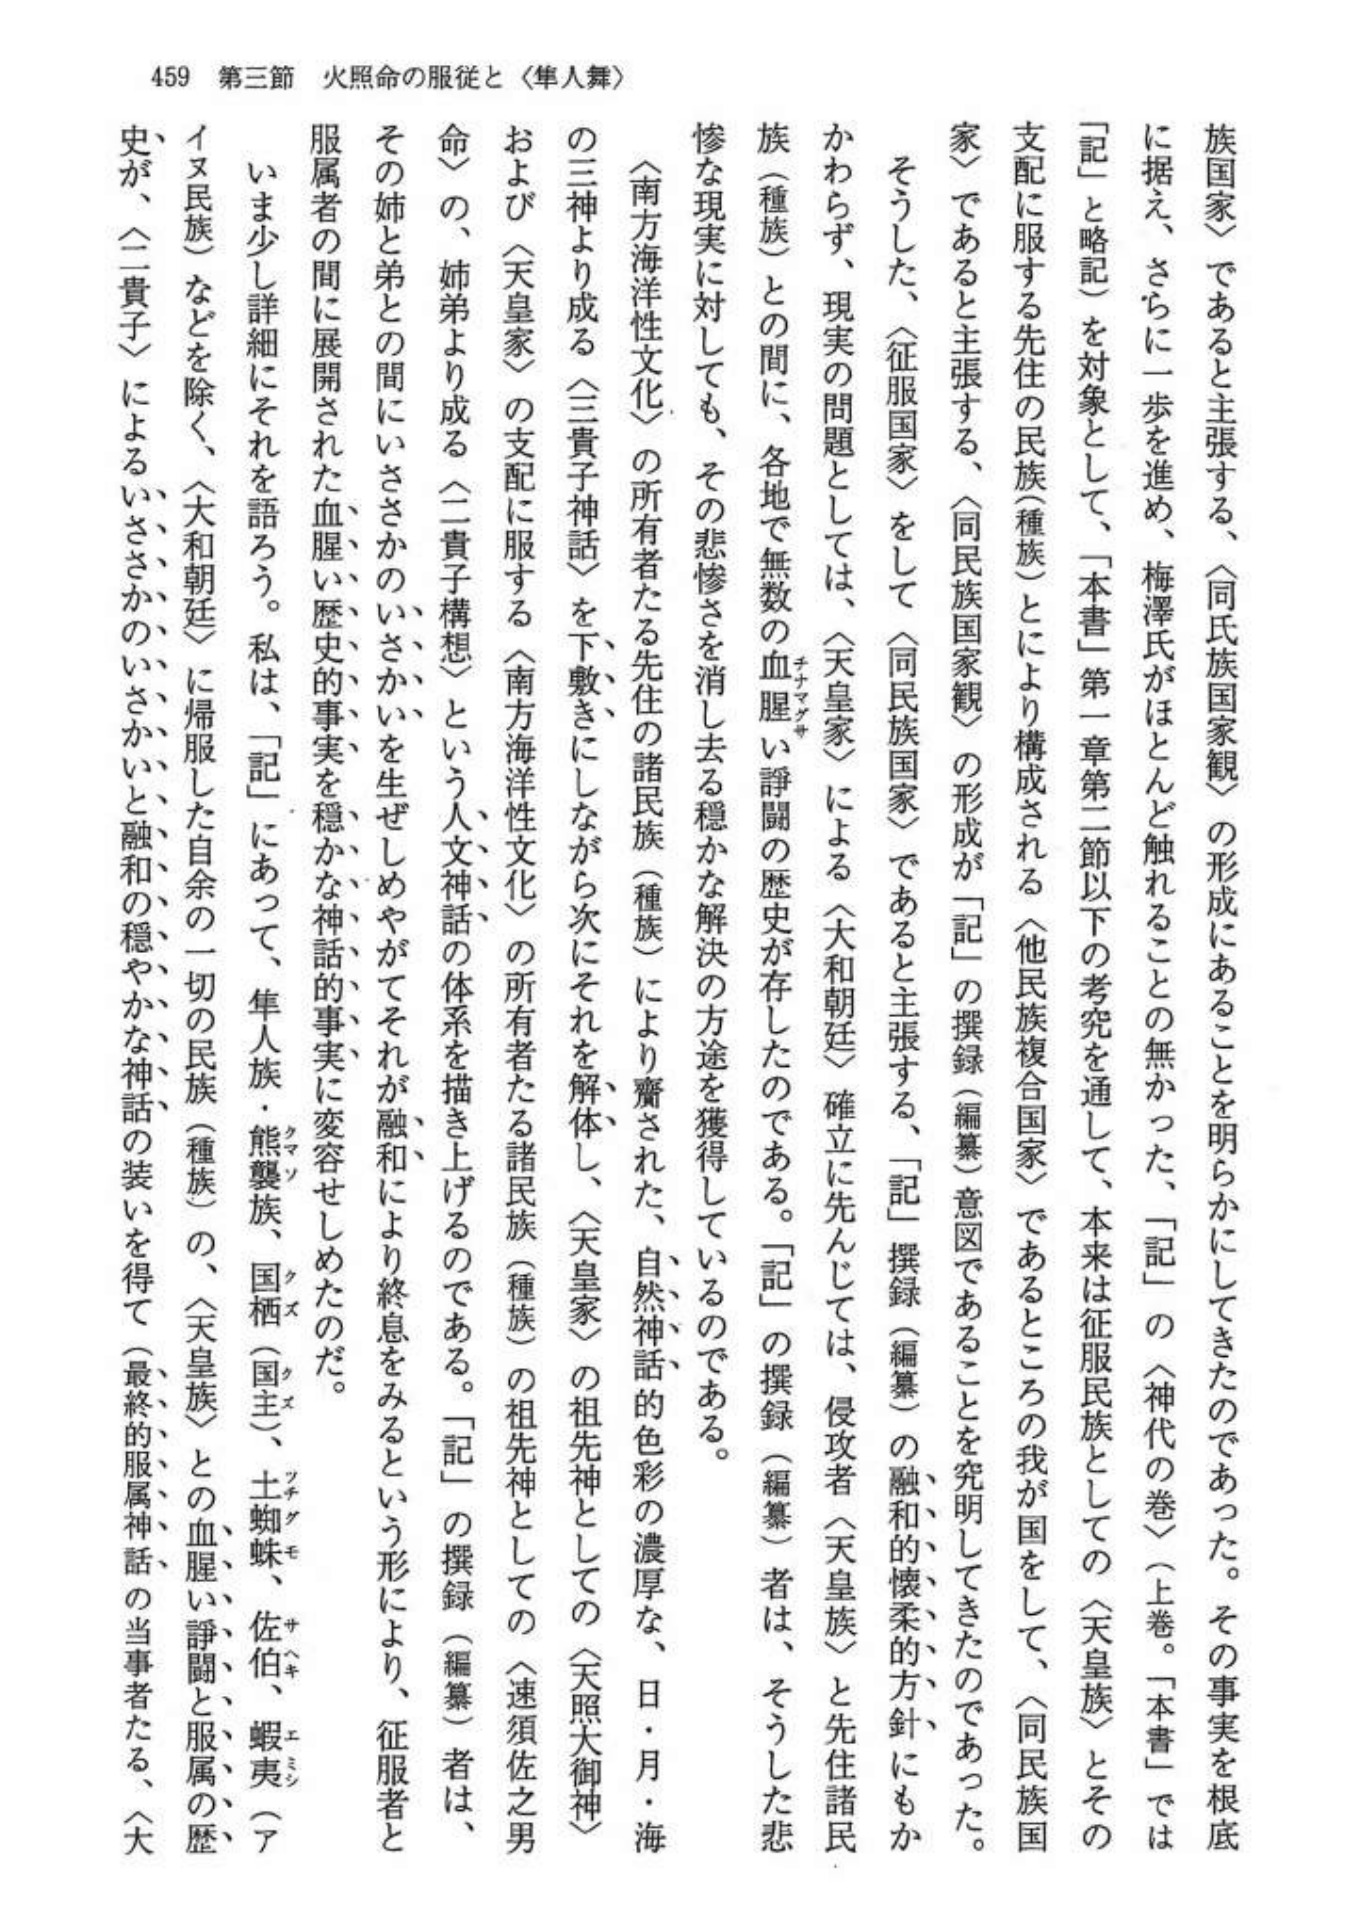 459　第三節　火照命の服従と〈隼人舞〉
族国家〉であると主張する、〈同氏族国家観〉の形成にあることを明らかにしてきたのであった。その事実を根底
に据え、さらに一歩を進め、梅澤氏がほとんど触れることの無かった、「記」の〈神代の巻〉（上巻。「本書」では
「記」と略記）を対象として、「本書」第一章第二節以下の考究を通して、本来は征服民族としての〈天皇族〉とその
支配に服する先住の民族（種族）とにより構成される〈他民族複合国家〉であるところの我が国をして、〈同民族国
家〉であると主張する、〈同民族国家観〉の形成が「記」の撰録（編纂）意図であることを究明してきたのであった。
そうした、〈征服国家〉をして〈同民族国家〉であると主張する、「記」撰録（編纂）の融和的懐柔的方針にもか
かわらず、現実の問題としては、〈天皇家〉による〈大和朝廷〉確立に先んじては、侵攻者〈天皇族〉と先住諸民
族（種族）との間に、各地で無数の血腥い諍闘の歴史が存したのである。「記」の撰録（編纂）者は、そうした悲
チナマグサ
惨な現実に対しても、その悲惨さを消し去る穏かな解決の方途を獲得しているのである。
〈南方海洋性文化〉の所有者たる先住の諸民族（種族）により齎された、自然神話的色彩の濃厚な、日・月・海
の三神より成る〈三貴子神話〉を下敷きにしながら次にそれを解体し、〈天皇家〉の祖先神としての〈天照大御神〉
および〈天皇家〉の支配に服する〈南方海洋性文化〉の所有者たる諸民族（種族）の祖先神としての〈速須佐之男
命〉の、姉弟より成る〈二貴子構想〉という人文神話の体系を描き上げるのである。「記」の撰録（編纂）者は、
その姉と弟との間にいささかのいさかいを生ぜしめやがてそれが融和により終息をみるという形により、征服者と
服属者の間に展開された血腥い歴史的事実を穏かな神話的事実に変容せしめたのだ。
いま少し詳細にそれを語ろう。私は、「記」にあって、隼人族・熊襲族、国栖（国主）、土蜘蛛、佐伯、蝦夷（ア
クマソ　クズ　クズ　ツチグモ　サヘキ　エミシ
イヌ民族）などを除く、〈大和朝廷〉に帰服した自余の一切の民族（種族）の、〈天皇族〉との血腥い諍闘と服属の歴
史が、〈二貴子〉によるいささかのいさかいと融和の穏やかな神話の装いを得て（最終的服属神話の当事者たる、〈大